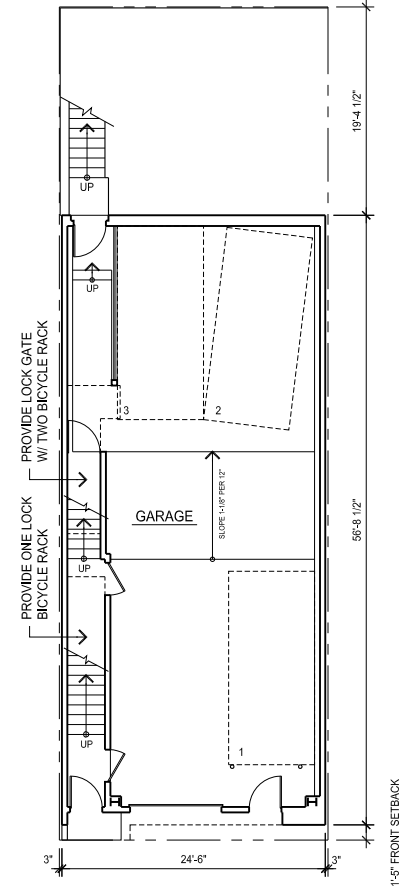 19'-4 1/2"
UP
UP
PROVIDE LOCK GATE
W/ TWO BICYCLE RACK
3
2
GARAGE
SLOPE 1-1/8" PER 12"
56'-8 1/2"
PROVIDE ONE LOCK
BICYCLE RACK
UP
1
UP
3"
24'-6"
3"
1'-5" FRONT SETBACK